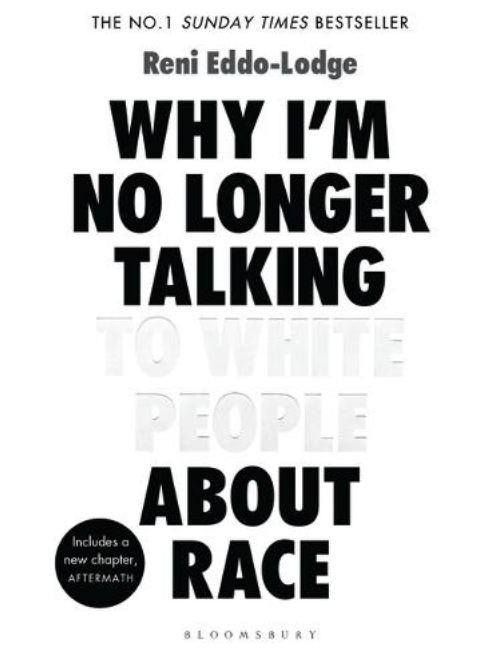 THE NO.1 SUNDAY TIMES BESTSELLER
Reni Eddo-Lodge
WHY I'M
NO LONGER
TALKING
TO WHITE
PEOPLE
ABOUT
RACE
Includes a
new chapter,
AFTERMATH
BLOOMSBURY